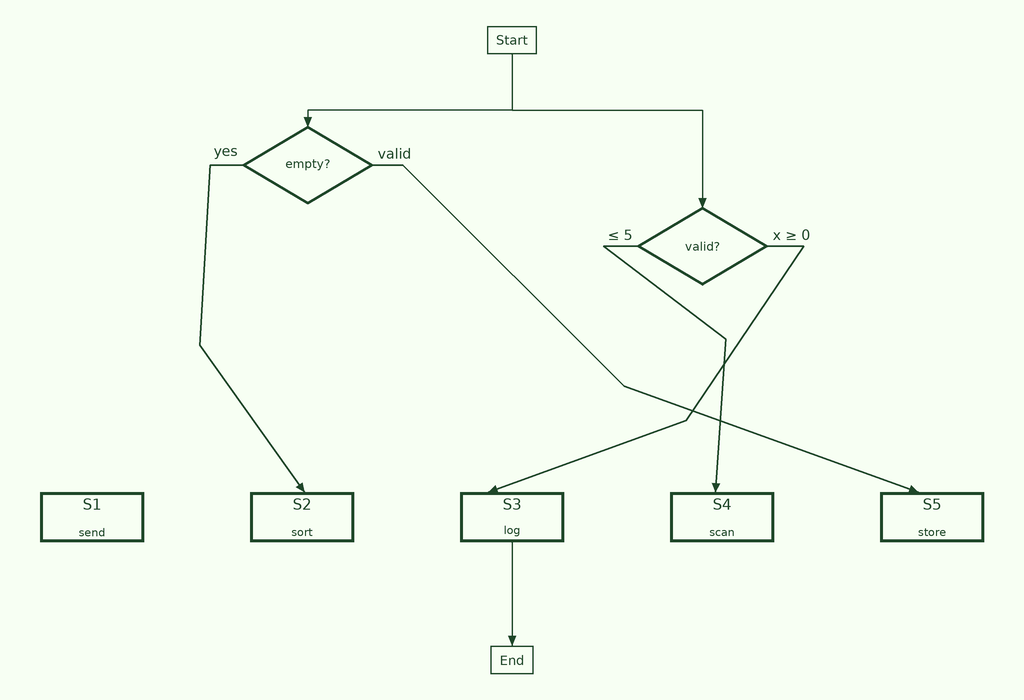 Start
yes
valid
empty?
≤ 5
x ≥ 0
valid?
S1
send
S2
sort
S3
log
S4
scan
S5
store
End